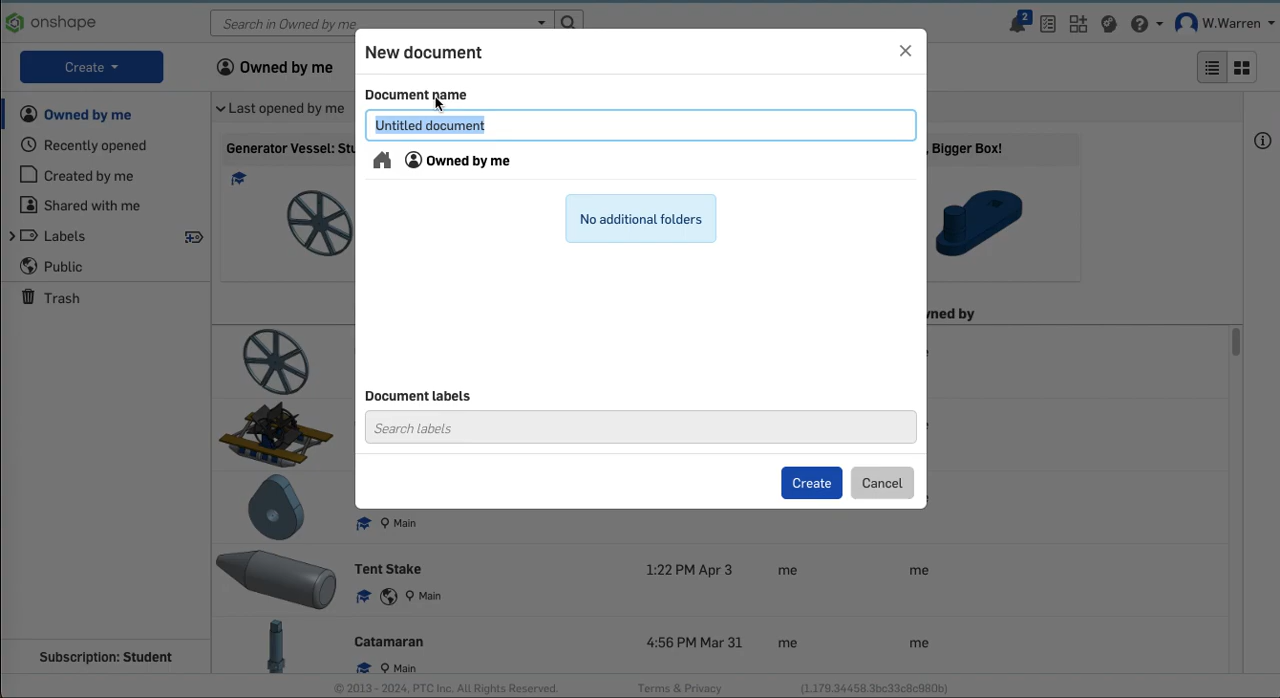 onshape
Search in Owned by me
2
W.Warren
Create
Owned by me
Owned by me
Recently opened
Created by me
Shared with me
Labels
Public
Trash
Subscription: Student
Last opened by me
Generator Vessel: Stu
, Bigger Box!
wned by
New document
Document name
Untitled document
Owned by me
No additional folders
Document labels
Search labels
Create
Cancel
Main
Tent Stake
1:22 PM Apr 3
me
me
Main
Catamaran
4:56 PM Mar 31
me
me
Main
© 2013 - 2024, PTC Inc. All Rights Reserved.
Terms & Privacy
(1.179.34458.3bc33c8c980b)